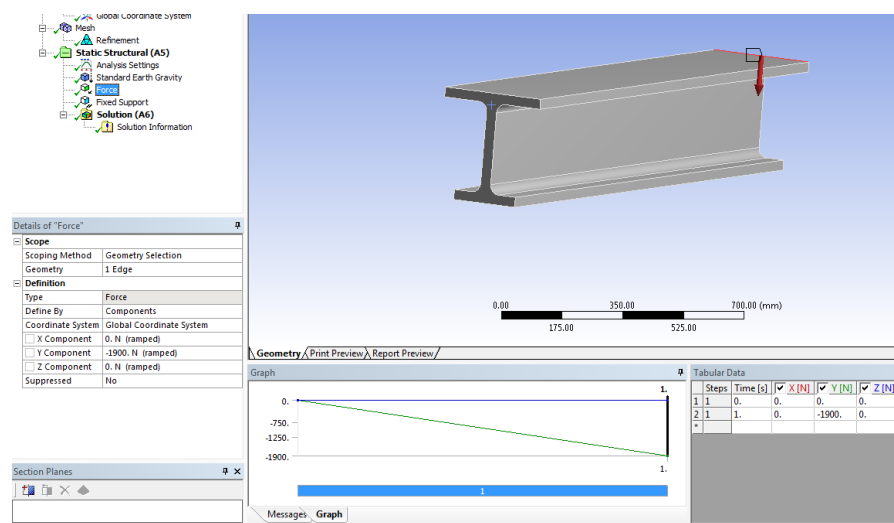 Global Coordinate System
Mesh
Refinement
Static Structural (A5)
Analysis Settings
Standard Earth Gravity
Force
Fixed Support
Solution (A6)
Solution Information
0.00 350.00 700.00 (mm)
175.00 525.00
Details of "Force"
Scope
Scoping Method Geometry Selection
Geometry 1 Edge
Definition
Type Force
Define By Components
Coordinate System Global Coordinate System
X Component 0. N (ramped)
Y Component -1900. N (ramped)
Z Component 0. N (ramped)
Suppressed No
Geometry Print Preview Report Preview
Graph
1.
0.
-750.
-1250.
-1900.
1.
1
Messages Graph
Tabular Data
Steps Time [s] X [N] Y [N] Z [N]
1 1 0. 0. 0. 0.
2 1 1. 0. -1900. 0.
*
Section Planes